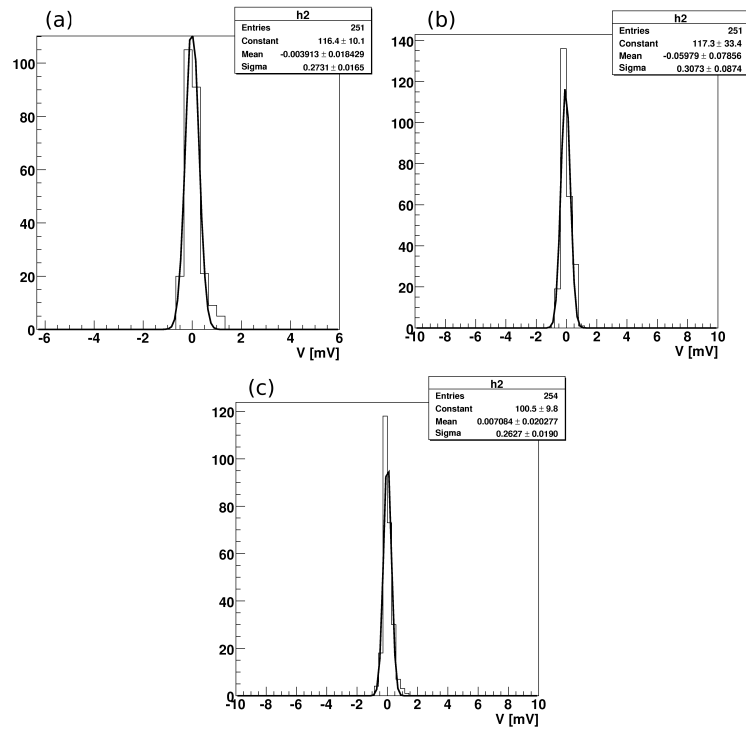 (a)
h2
Entries 251
Constant 116.4 ± 10.1
Mean -0.003913 ± 0.018429
Sigma 0.2731 ± 0.0165
100
80
60
40
20
0
-6 -4 -2 0 2 4 6
V [mV]
(b)
h2
Entries 251
Constant 117.3 ± 33.4
Mean -0.05979 ± 0.07856
Sigma 0.3073 ± 0.0874
140
120
100
80
60
40
20
0
-10 -8 -6 -4 -2 0 2 4 6 8 10
V [mV]
(c)
h2
Entries 254
Constant 100.5 ± 9.8
Mean 0.007084 ± 0.020277
Sigma 0.2627 ± 0.0190
120
100
80
60
40
20
0
-10 -8 -6 -4 -2 0 2 4 6 8 10
V [mV]